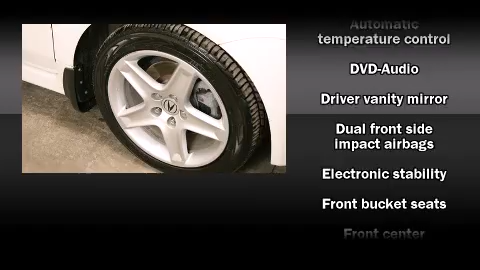 Automatic
temperature control
DVD-Audio
Driver vanity mirror
Dual front side
impact airbags
Electronic stability
Front bucket seats
Front center